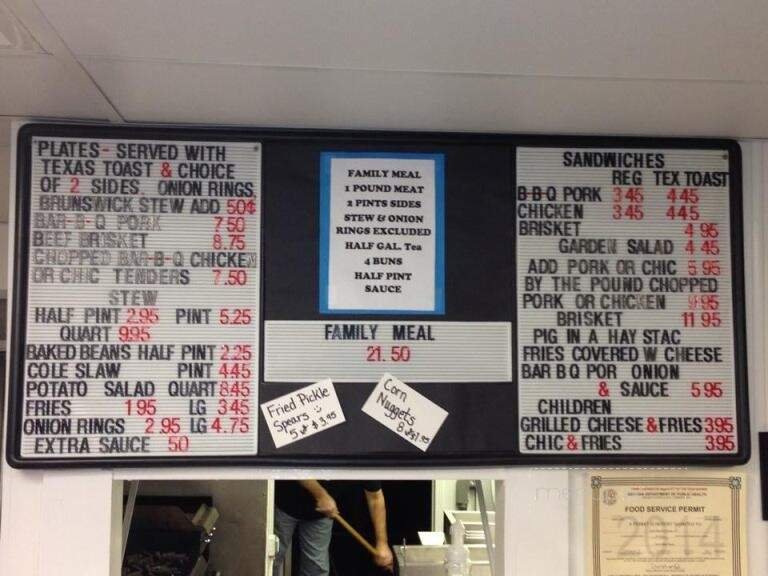 PLATES- SERVED WITH
TEXAS TOAST & CHOICE
OF 2 SIDES. ONION RINGS,
BRUNSWICK STEW ADD 50¢
BAR-B-Q PORK 7 50
BEEF BRISKET 8.75
CHOPPED BAR-B-Q CHICKEN
OR CHIC TENDERS 7.50
STEW
HALF PINT 2.95 PINT 5.25
QUART 9.95
BAKED BEANS HALF PINT 2.25
COLE SLAW PINT 4.45
POTATO SALAD QUART 8.45
FRIES 1 95 LG 3 45
ONION RINGS 2.95 LG 4.75
EXTRA SAUCE 50
FAMILY MEAL
1 POUND MEAT
2 PINTS SIDES
STEW & ONION
RINGS EXCLUDED
HALF GAL. Tea
4 BUNS
HALF PINT
SAUCE
FAMILY MEAL
21. 50
Fried Pickle
Spears
5 $3.95
Corn
Nuggets
8
SANDWICHES
REG TEX TOAST
B B Q PORK 3 45 4 45
CHICKEN 3 45 4 45
BRISKET 4 95
GARDEN SALAD 4 45
ADD PORK OR CHIC 5 95
BY THE POUND CHOPPED
PORK OR CHICKEN 9 95
BRISKET 11 95
PIG IN A HAY STAC
FRIES COVERED W CHEESE
BAR B Q POR ONION
& SAUCE 5 95
CHILDREN
GRILLED CHEESE & FRIES 3 95
CHIC & FRIES 3 95
FOOD SERVICE PERMIT
2014